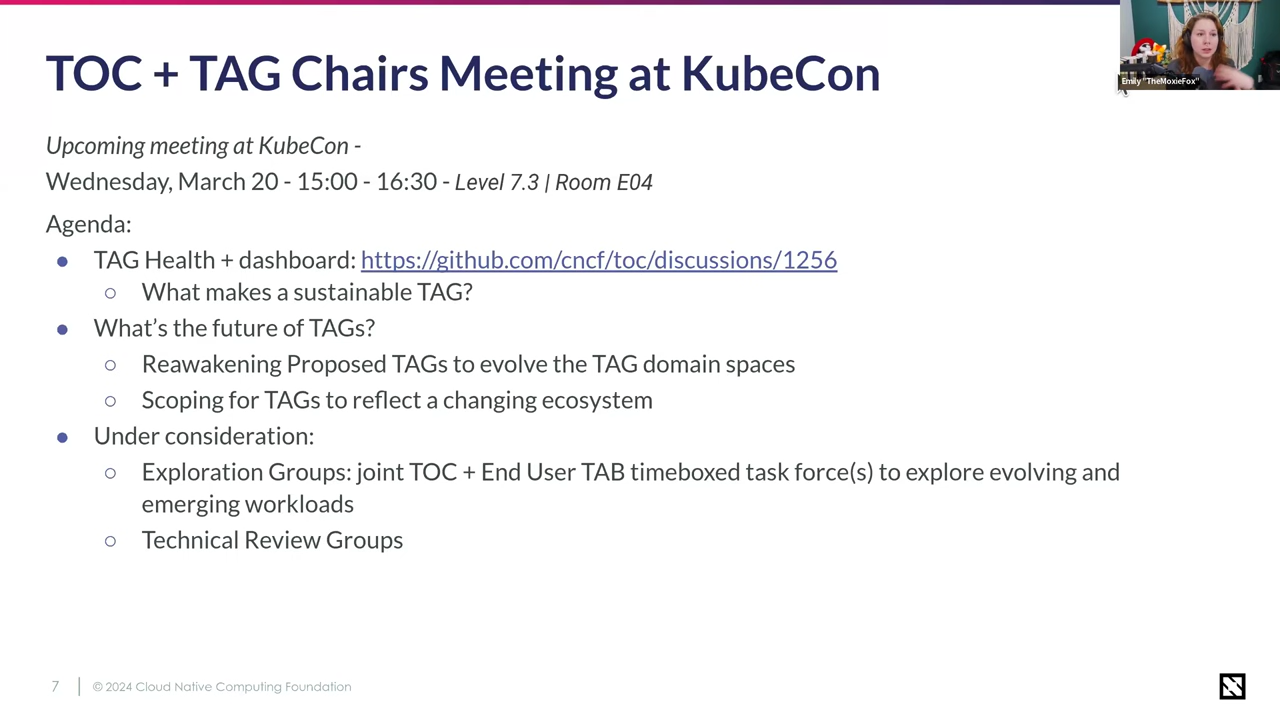 TOC + TAG Chairs Meeting at KubeCon
Emily "TheMoxieFox"
Upcoming meeting at KubeCon -
Wednesday, March 20 - 15:00 - 16:30 - Level 7.3 | Room E04
Agenda:
● TAG Health + dashboard: https://github.com/cncf/toc/discussions/1256
○ What makes a sustainable TAG?
● What's the future of TAGs?
○ Reawakening Proposed TAGs to evolve the TAG domain spaces
○ Scoping for TAGs to reflect a changing ecosystem
● Under consideration:
○ Exploration Groups: joint TOC + End User TAB timeboxed task force(s) to explore evolving and
emerging workloads
○ Technical Review Groups
7
© 2024 Cloud Native Computing Foundation